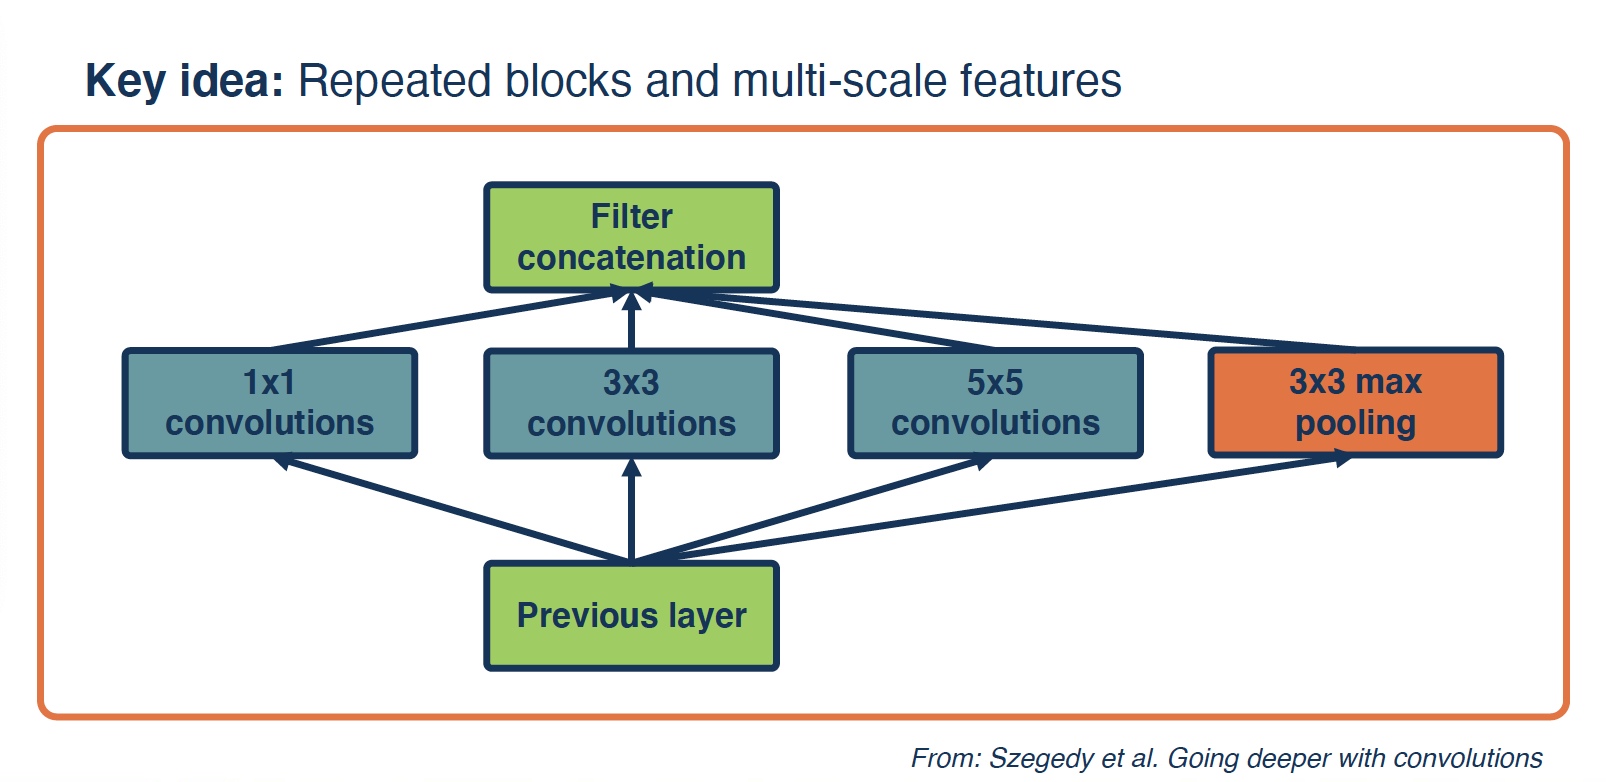 Key idea: Repeated blocks and multi-scale features
Filter
concatenation
1x1
convolutions
3x3
convolutions
5x5
convolutions
3x3 max
pooling
Previous layer
From: Szegedy et al. Going deeper with convolutions